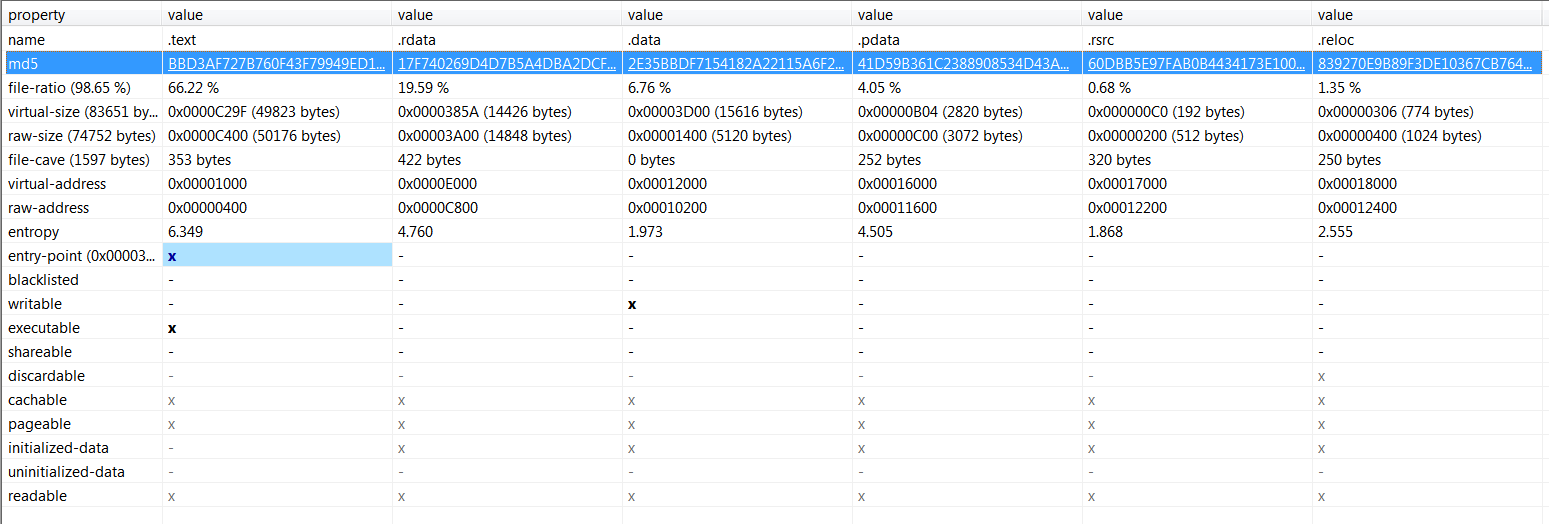 property value value value value value value
name .text .rdata .data .pdata .rsrc .reloc
md5 BBD3AF727B760F43F79949ED1... 17F740269D4D7B5A4DBA2DCF... 2E35BBDF7154182A22115A6F2... 41D59B361C2388908534D43A... 60DBB5E97FAB0B4434173E100... 839270E9B89F3DE10367CB764...
file-ratio (98.65 %) 66.22 % 19.59 % 6.76 % 4.05 % 0.68 % 1.35 %
virtual-size (83651 by... 0x0000C29F (49823 bytes) 0x0000385A (14426 bytes) 0x00003D00 (15616 bytes) 0x00000B04 (2820 bytes) 0x000000C0 (192 bytes) 0x00000306 (774 bytes)
raw-size (74752 bytes) 0x0000C400 (50176 bytes) 0x00003A00 (14848 bytes) 0x00001400 (5120 bytes) 0x00000C00 (3072 bytes) 0x00000200 (512 bytes) 0x00000400 (1024 bytes)
file-cave (1597 bytes) 353 bytes 422 bytes 0 bytes 252 bytes 320 bytes 250 bytes
virtual-address 0x00001000 0x0000E000 0x00012000 0x00016000 0x00017000 0x00018000
raw-address 0x00000400 0x0000C800 0x00010200 0x00011600 0x00012200 0x00012400
entropy 6.349 4.760 1.973 4.505 1.868 2.555
entry-point (0x00003... x - - - - -
blacklisted - - - - - -
writable - - x - - -
executable x - - - - -
shareable - - - - - -
discardable - - - - - x
cachable x x x x x x
pageable x x x x x x
initialized-data - x x x x x
uninitialized-data - - - - - -
readable x x x x x x